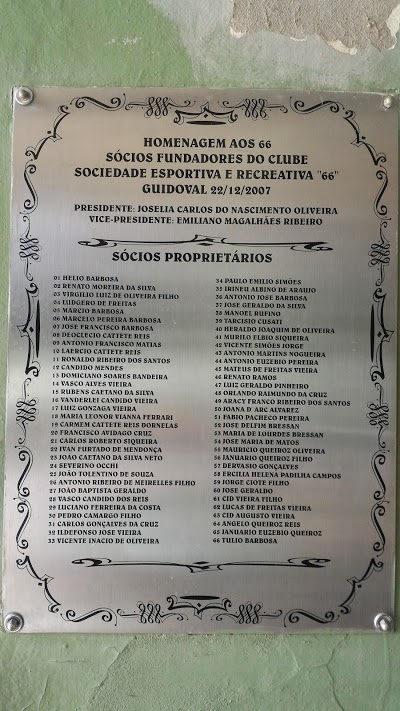 HOMENAGEM AOS 66
SÓCIOS FUNDADORES DO CLUBE
SOCIEDADE ESPORTIVA E RECREATIVA "66"
GUIDOVAL 22/12/2007
PRESIDENTE: JOSELIA CARLOS DO NASCIMENTO OLIVEIRA
VICE-PRESIDENTE: EMILIANO MAGALHÃES RIBEIRO
SÓCIOS PROPRIETÁRIOS
01 HELIO BARBOSA
02 RENATO MOREIRA DA SILVA
03 VIRGILIO LUIZ DE OLIVEIRA FILHO
04 LUDGERO DE FREITAS
05 MARCIO BARBOSA
06 MARCELO PEREIRA BARBOSA
07 JOSE FRANCISCO BARBOSA
08 DEOCLECIO CATTETE REIS
09 ANTONIO FRANCISCO MATIAS
10 LAERCIO CATTETE REIS
11 RONALDO RIBEIRO DOS SANTOS
12 CANDIDO MENDES
13 DOMICIANO SOARES BANDEIRA
14 VASCO ALVES VIEIRA
15 RUBENS CAETANO DA SILVA
16 VANDERLEI CANDIDO VIEIRA
17 LUIZ GONZAGA VIEIRA
18 MARIA LEONOR VIANNA FERRARI
19 CARMEM CATTETE REIS DORNELAS
20 FRANCISCO AVIDAGO CRUZ
21 CARLOS ROBERTO SIQUEIRA
22 IVAN FURTADO DE MENDONÇA
23 JOÃO CAETANO DA SILVA NETO
24 SEVERINO OCCHI
25 JOÃO TOLENTINO DE SOUZA
26 ANTONIO RIBEIRO DE MEIRELLES FILHO
27 JOÃO BAPTISTA GERALDO
28 VASCO CANDIDO DOS REIS
29 LUCIANO FERREIRA DA COSTA
30 PEDRO CAMARGO FILHO
31 CARLOS GONÇALVES DA CRUZ
32 ILDEFONSO JOSE VIEIRA
33 VICENTE INACIO DE OLIVEIRA
34 PAULO EMILIO SIMÕES
35 IRINEU ALBINO DE ARAUJO
36 ANTONIO JOSE BARBOSA
37 JOSE GERALDO DA SILVA
38 MANOEL RUFINO
39 TARCISIO CUSATI
40 HERALDO JOAQUIM DE OLIVEIRA
41 MURILO ELBIO SIQUEIRA
42 VICENTE SIMÕES JORGE
43 ANTONIO MARTINS NOGUEIRA
44 ANTONIO EUZEBIO PEREIRA
45 MATEUS DE FREITAS VIEIRA
46 RENATO RAMOS
47 LUIZ GERALDO PINHEIRO
48 ORLANDO RAIMUNDO DA CRUZ
49 ARACY FRANCO RIBEIRO DOS SANTOS
50 JOANA D' ARC ALVAREZ
51 FABIO PACHECO PEREIRA
52 JOSE DELFIM BRESSAN
53 MARIA DE LOURDES BRESSAN
54 JOSE MARIA DE MATOS
55 MAURICIO QUEIROZ OLIVEIRA
56 JANUARIO QUEIROZ FILHO
57 DERVASIO GONÇALVES
58 ERCILIA HELENA PADILHA CAMPOS
59 JORGE CIOTE FILHO
60 JOSE GERALDO
61 CID VIEIRA FILHO
62 LUCAS DE FREITAS VIEIRA
63 CID AUGUSTO VIEIRA
64 ANGELO QUEIROZ REIS
65 JANUARIO EUZEBIO QUEIROZ
66 TULIO BARBOSA